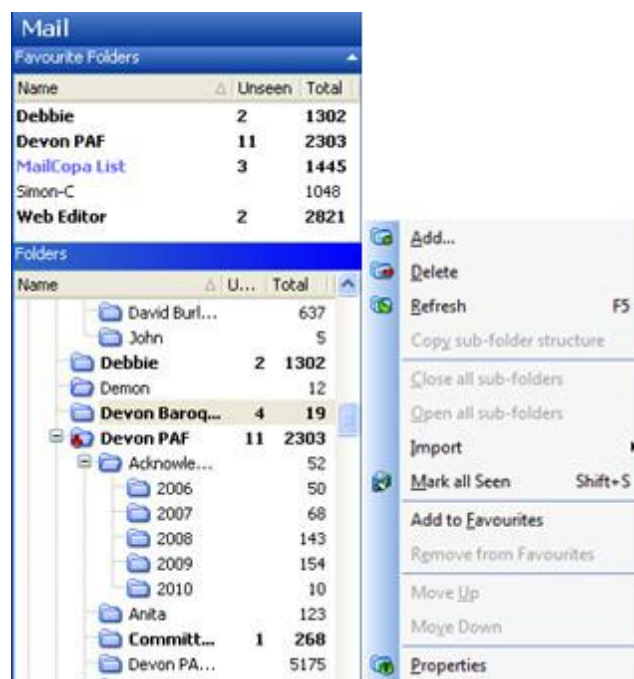 Mail
Favourite Folders
Name Unseen Total
Debbie 2 1302
Devon PAF 11 2303
MailCopa List 3 1445
Simon-C 1048
Web Editor 2 2821
Folders
Name U... Total
David Burl... 637
John 5
Debbie 2 1302
Demon 12
Devon Baroq... 4 19
Devon PAF 11 2303
Acknowle... 52
2006 50
2007 68
2008 143
2009 154
2010 10
Anita 123
Committ... 1 268
Devon PA... 5175
Add...
Delete
Refresh F5
Copy sub-folder structure
Close all sub-folders
Open all sub-folders
Import
Mark all Seen Shift+S
Add to Favourites
Remove from Favourites
Move Up
Move Down
Properties